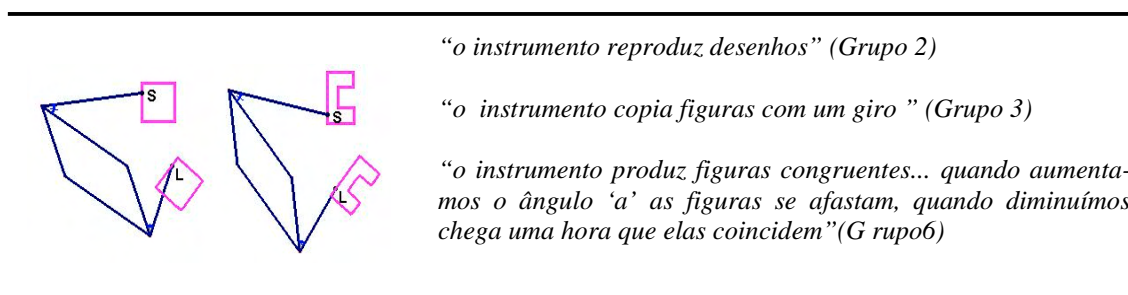 “o instrumento reproduz desenhos” (Grupo 2)
“o instrumento copia figuras com um giro ” (Grupo 3)
“o instrumento produz figuras congruentes... quando aumenta-
mos o ângulo ‘a’ as figuras se afastam, quando diminuímos
chega uma hora que elas coincidem”(G rupo6)
S
L
S
L